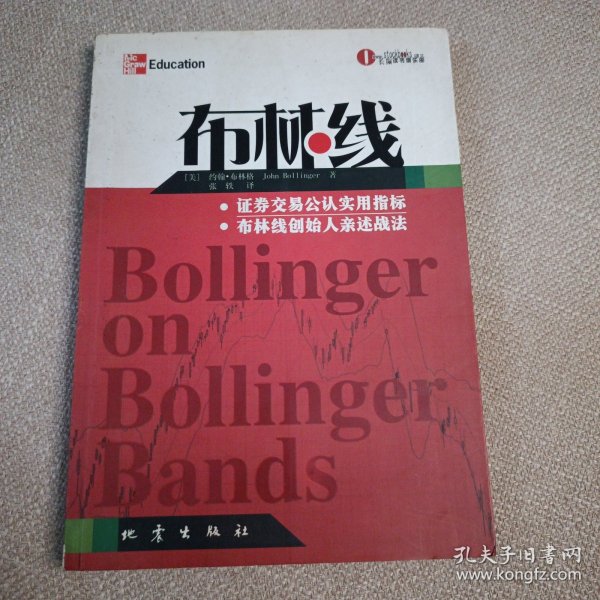 Mc
Graw
Hill
Education
布林线
[美] 约翰·布林格 John Bollinger 著
张轶 译
· 证券交易公认实用指标
· 布林线创始人亲述战法
Bollinger
on
Bollinger
Bands
地震出版社
孔夫子旧书网
www.kongfz.com